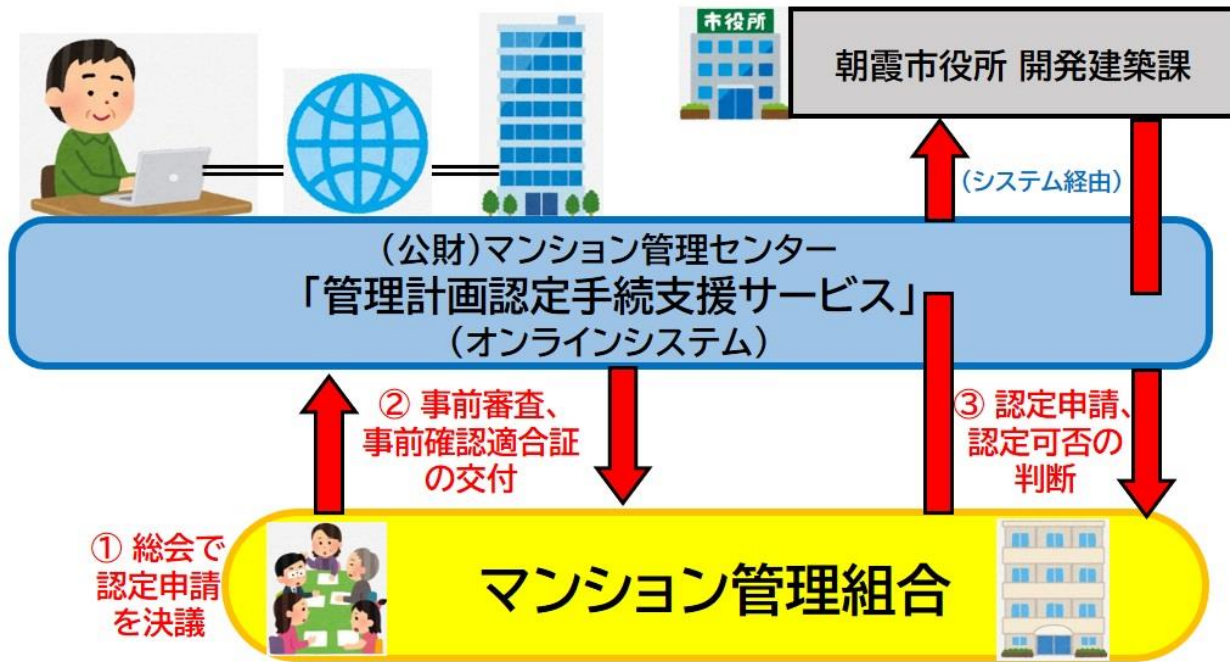 市役所
朝霞市役所 開発建築課
（システム経由）
（公財）マンション管理センター
「管理計画認定手続支援サービス」
（オンラインシステム）
② 事前審査、
事前確認適合証
の交付
③ 認定申請、
認定可否の
判断
① 総会で
認定申請
を決議
マンション管理組合